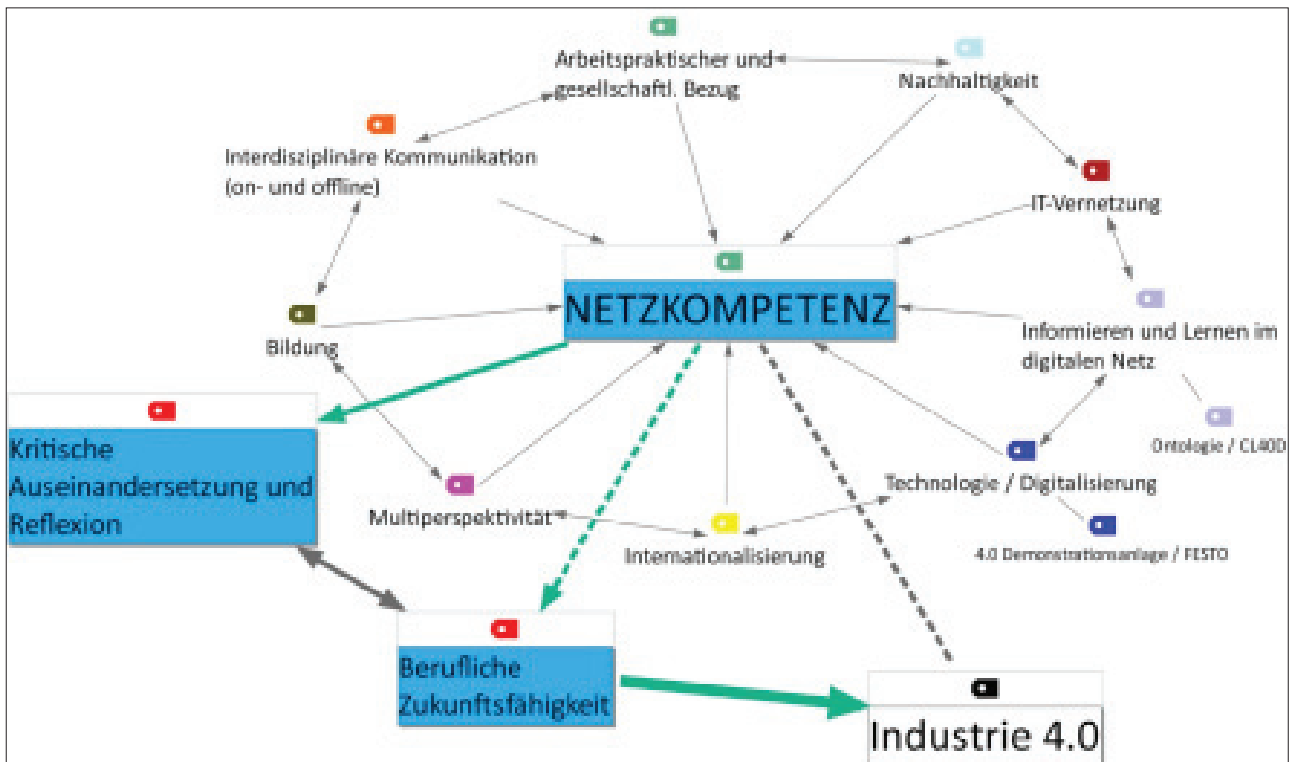 Arbeitspraktischer und
gesellschaftl. Bezug
Nachhaltigkeit
Interdisziplinäre Kommunikation
(on- und offline)
IT-Vernetzung
NETZKOMPETENZ
Bildung
Informieren und Lernen im
digitalen Netz
Kritische
Auseinandersetzung und
Reflexion
Ontologie / CL40D
Technologie / Digitalisierung
Multiperspektivität
Internationalisierung
4.0 Demonstrationsanlage / FESTO
Berufliche
Zukunftsfähigkeit
Industrie 4.0